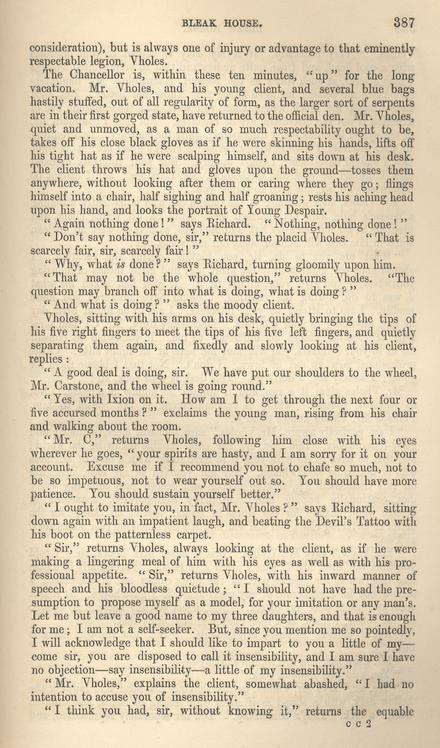 BLEAK HOUSE. 387
consideration), but is always one of injury or advantage to that eminently
respectable legion, Vholes.
The Chancellor is, within these ten minutes, "up" for the long
vacation. Mr. Vholes, and his young client, and several blue bags
hastily stuffed, out of all regularity of form, as the larger sort of serpents
are in their first gorged state, have returned to the official den. Mr. Vholes,
quiet and unmoved, as a man of so much respectability ought to be,
takes off his close black gloves as if he were skinning his hands, lifts off
his tight hat as if he were scalping himself, and sits down at his desk.
The client throws his hat and gloves upon the ground—tosses them
anywhere, without looking after them or caring where they go; flings
himself into a chair, half sighing and half groaning; rests his aching head
upon his hand, and looks the portrait of Young Despair.
"Again nothing done!" says Richard. "Nothing, nothing done!"
"Don't say nothing done, sir," returns the placid Vholes. "That is
scarcely fair, sir, scarcely fair!"
"Why, what is done?" says Richard, turning gloomily upon him.
"That may not be the whole question," returns Vholes. "The
question may branch off into what is doing, what is doing?"
"And what is doing?" asks the moody client.
Vholes, sitting with his arms on his desk, quietly bringing the tips of
his five right fingers to meet the tips of his five left fingers, and quietly
separating them again, and fixedly and slowly looking at his client,
replies:
"A good deal is doing, sir. We have put our shoulders to the wheel,
Mr. Carstone, and the wheel is going round."
"Yes, with Ixion on it. How am I to get through the next four or
five accursed months?" exclaims the young man, rising from his chair
and walking about the room.
"Mr. C," returns Vholes, following him close with his eyes
wherever he goes, "your spirits are hasty, and I am sorry for it on your
account. Excuse me if I recommend you not to chafe so much, not to
be so impetuous, not to wear yourself out so. You should have more
patience. You should sustain yourself better."
"I ought to imitate you, in fact, Mr. Vholes?" says Richard, sitting
down again with an impatient laugh, and beating the Devil's Tattoo with
his boot on the patternless carpet.
"Sir," returns Vholes, always looking at the client, as if he were
making a lingering meal of him with his eyes as well as with his pro-
fessional appetite. "Sir," returns Vholes, with his inward manner of
speech and his bloodless quietude; "I should not have had the pre-
sumption to propose myself as a model, for your imitation or any man's.
Let me but leave a good name to my three daughters, and that is enough
for me; I am not a self-seeker. But, since you mention me so pointedly,
I will acknowledge that I should like to impart to you a little of my—
come sir, you are disposed to call it insensibility, and I am sure I have
no objection—say insensibility—a little of my insensibility."
"Mr. Vholes," explains the client, somewhat abashed, "I had no
intention to accuse you of insensibility."
"I think you had, sir, without knowing it," returns the equable
c c 2